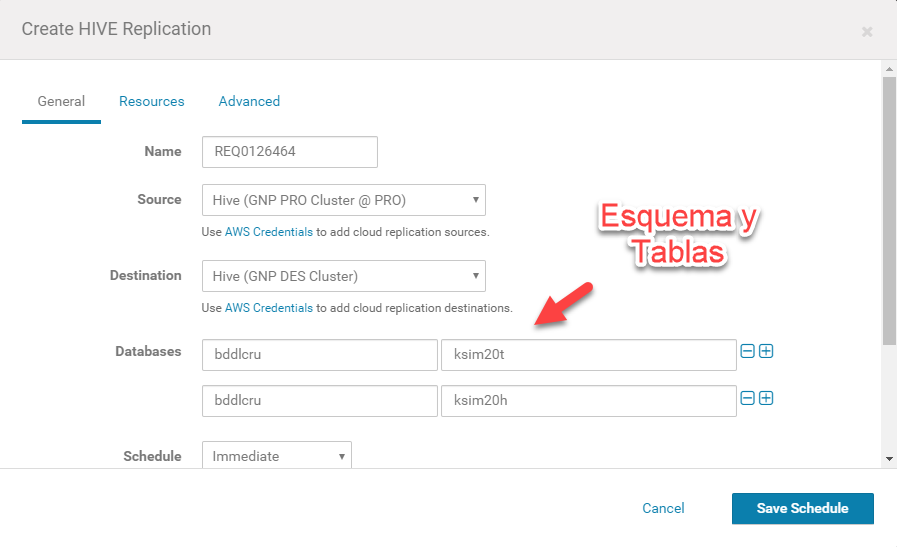 Create HIVE Replication
General Resources Advanced
Name REQ0126464
Source Hive (GNP PRO Cluster @ PRO)
Use AWS Credentials to add cloud replication sources.
Esquema y
Tablas
Destination Hive (GNP DES Cluster)
Use AWS Credentials to add cloud replication destinations.
Databases bddlcru ksim20t
bddlcru ksim20h
Schedule Immediate
Cancel Save Schedule